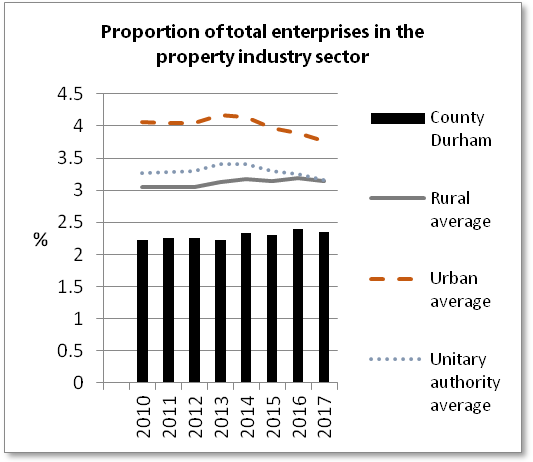 Proportion of total enterprises in the
property industry sector
4.5
4
3.5
3
2.5
2
1.5
1
0.5
0
%
2010
2011
2012
2013
2014
2015
2016
2017
County
Durham
Rural
average
Urban
average
Unitary
authority
average